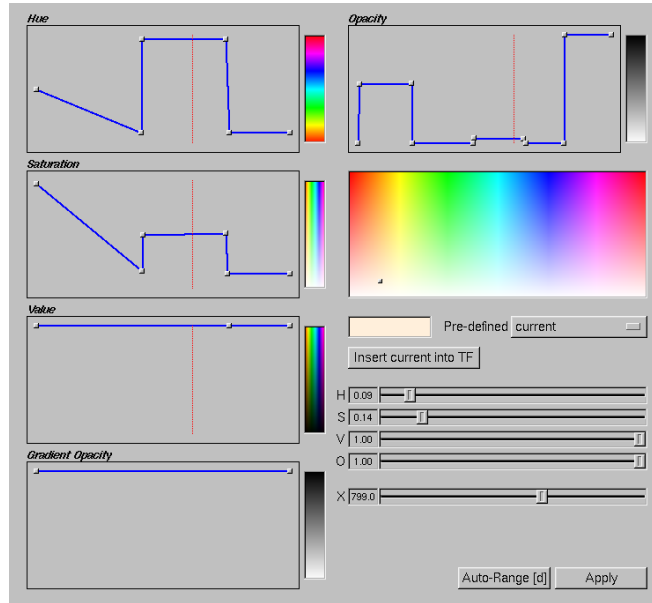 Hue
Opacity
Saturation
Value
Pre-defined current
Insert current into TF
H 0.09
S 0.14
V 1.00
O 1.00
Gradient Opacity
X 799.0
Auto-Range [d] Apply